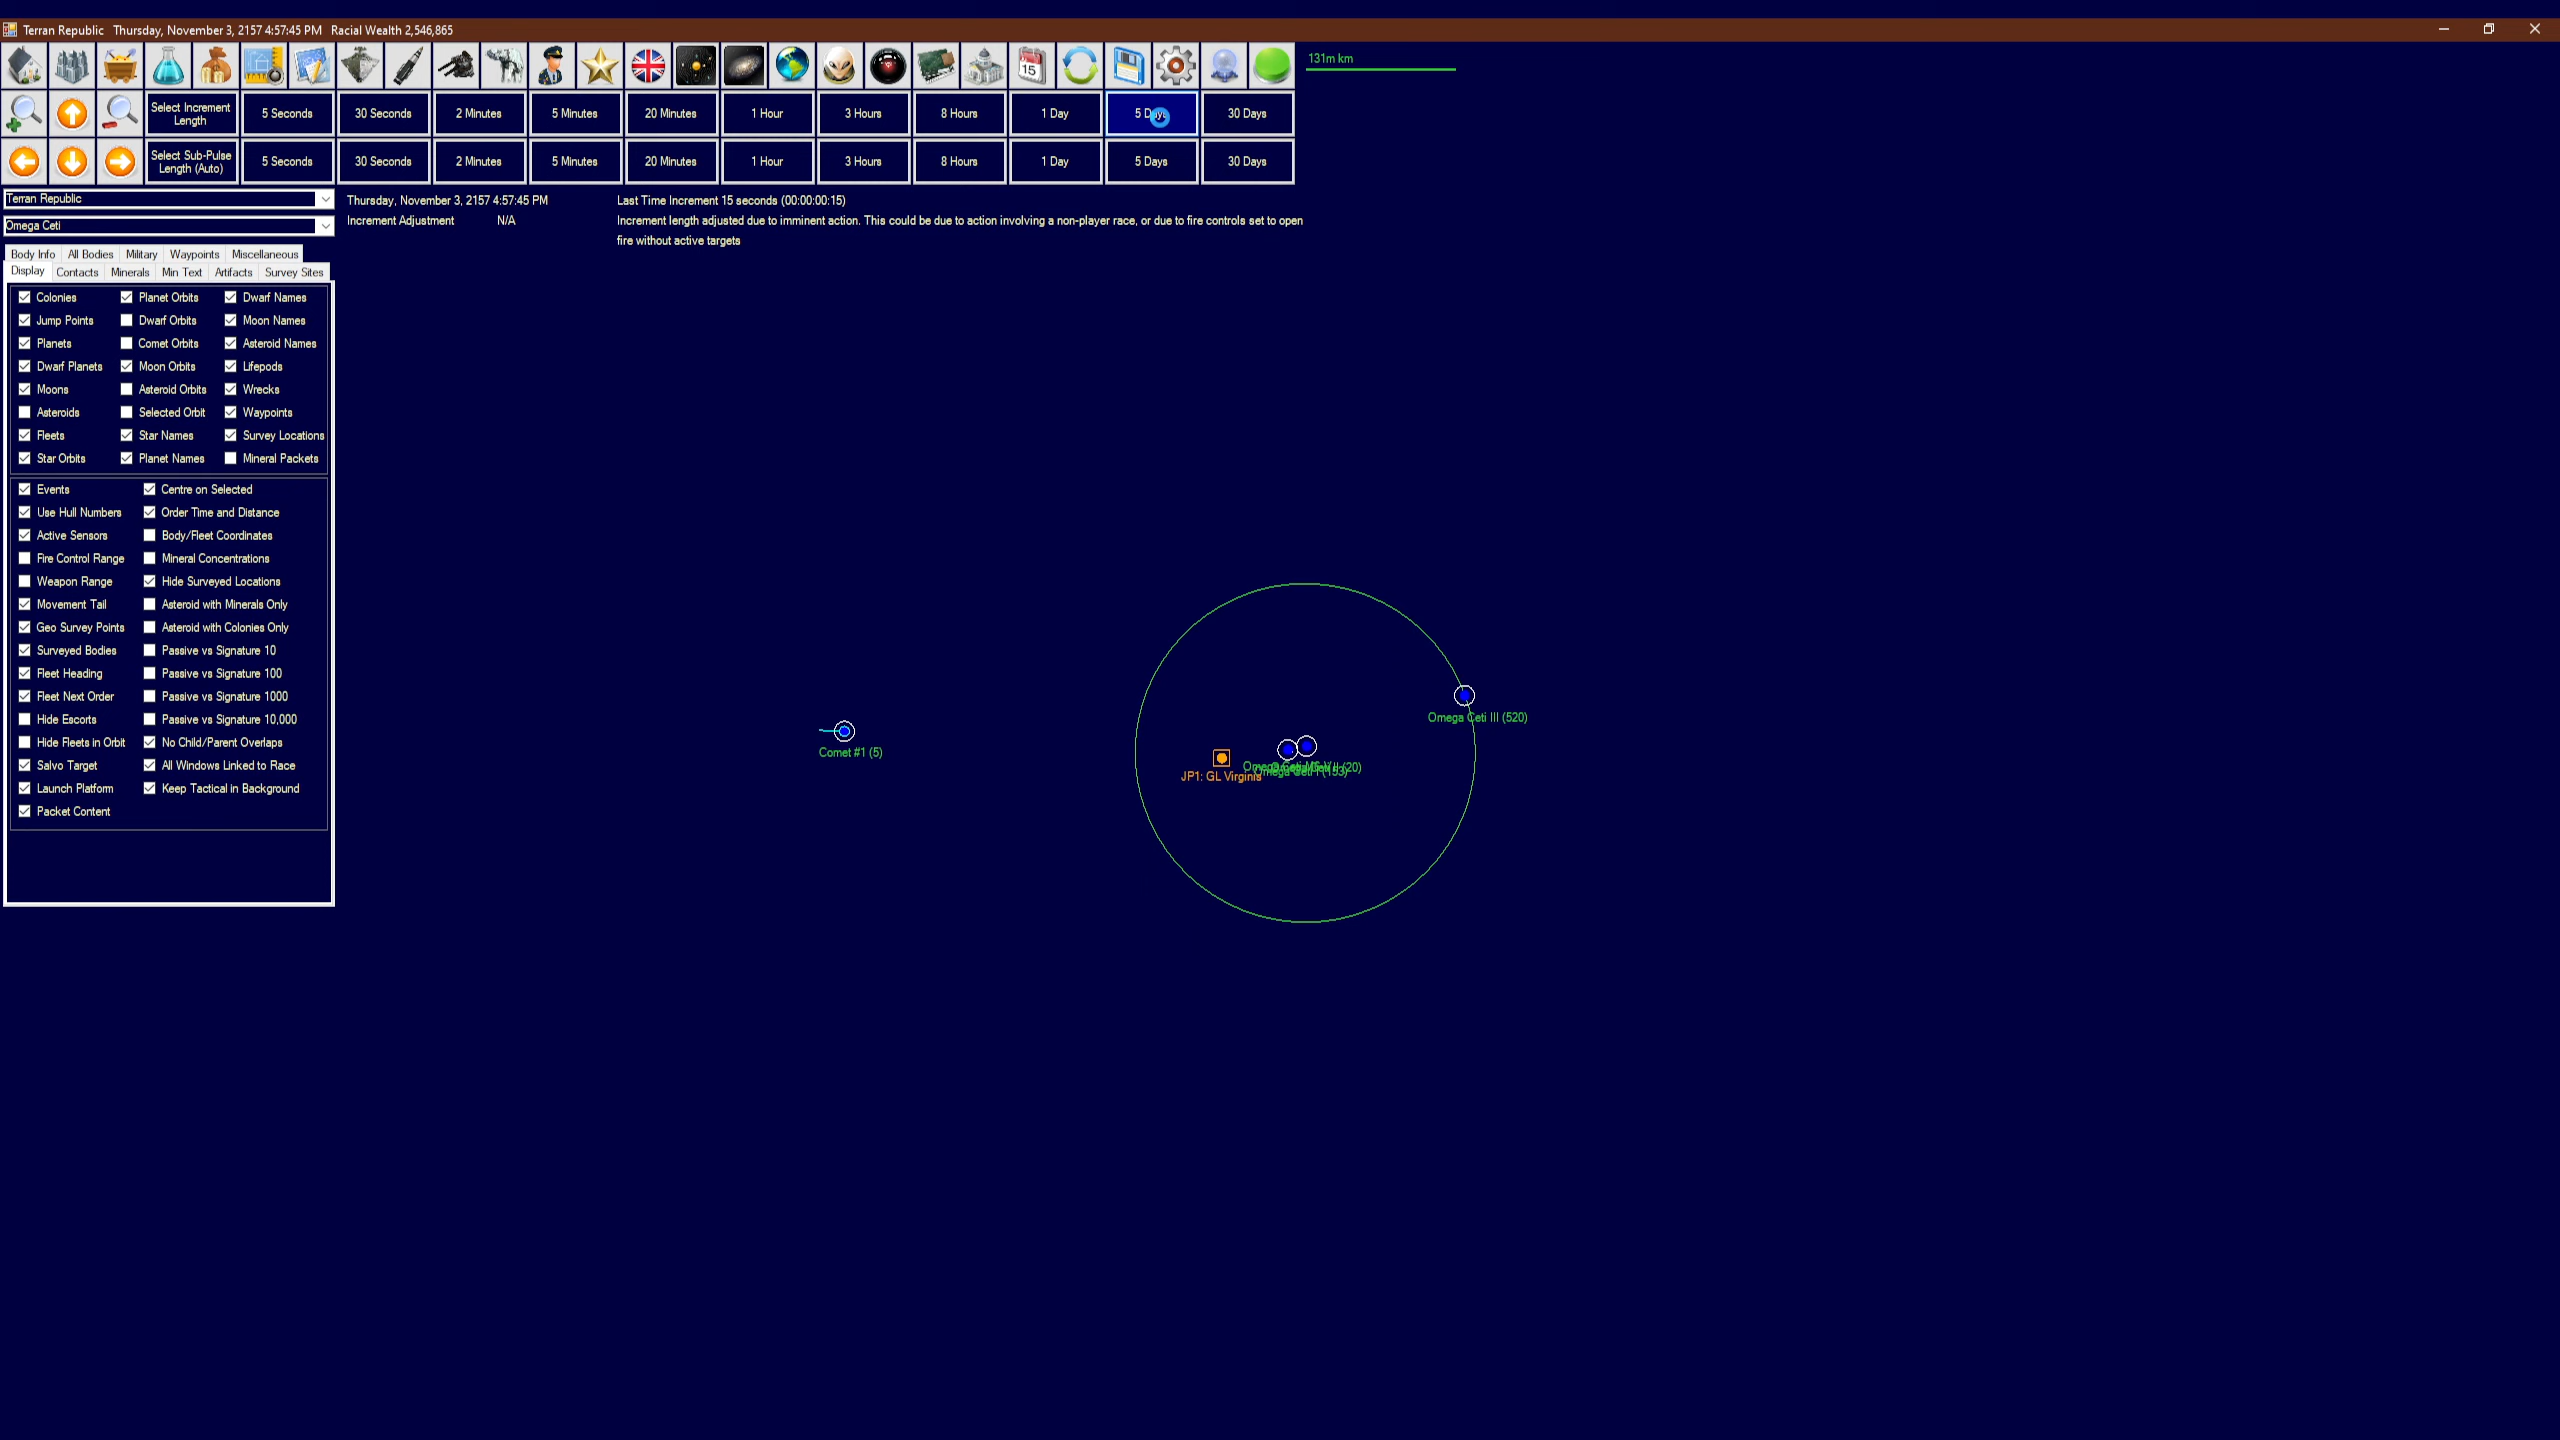 Terran Republic Thursday, November 3, 2157 4:57:45 PM Racial Wealth 2,546,865
15
131m km
Select Increment Length 5 Seconds 30 Seconds 2 Minutes 5 Minutes 20 Minutes 1 Hour 3 Hours 8 Hours 1 Day 5 30 Days
Select Sub-Pulse Length (Auto) 5 Seconds 30 Seconds 2 Minutes 5 Minutes 20 Minutes 1 Hour 3 Hours 8 Hours 1 Day 5 Days 30 Days
Terran Republic
Omega Ceti
Thursday, November 3, 2157 4:57:45 PM Last Time Increment 15 seconds (00:00:00:15)
Increment Adjustment N/A Increment length adjusted due to imminent action. This could be due to action involving a non-player race, or due to fire controls set to open
fire without active targets
Body Info All Bodies Military Waypoints Miscellaneous
Display Contacts Minerals Min Text Artifacts Survey Sites
Colonies Planet Orbits Dwarf Names
Jump Points Dwarf Orbits Moon Names
Planets Comet Orbits Asteroid Names
Dwarf Planets Moon Orbits Lifepods
Moons Asteroid Orbits Wrecks
Asteroids Selected Orbit Waypoints
Fleets Star Names Survey Locations
Star Orbits Planet Names Mineral Packets
Events Centre on Selected
Use Hull Numbers Order Time and Distance
Active Sensors Body/Fleet Coordinates
Fire Control Range Mineral Concentrations
Weapon Range Hide Surveyed Locations
Movement Tail Asteroid with Minerals Only
Geo Survey Points Asteroid with Colonies Only
Surveyed Bodies Passive vs Signature 10
Fleet Heading Passive vs Signature 100
Fleet Next Order Passive vs Signature 1000
Hide Escorts Passive vs Signature 10,000
Hide Fleets in Orbit No Child/Parent Overlaps
Salvo Target All Windows Linked to Race
Launch Platform Keep Tactical in Background
Packet Content
Omega Ceti III (520)
Comet #1 (5)
JP1: GL Virginis